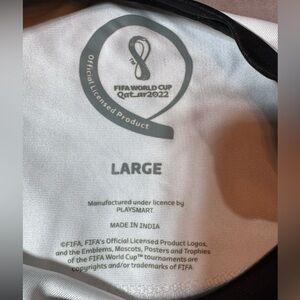 FIFA WORLD CUP
Qatar2022
Official Licensed Product
LARGE
Manufactured under licence by
PLAYSMART
MADE IN INDIA
©FIFA, FIFA's Official Licensed Product Logos,
and the Emblems, Mascots, Posters and Trophies
of the FIFA World Cup™ tournaments are
copyrights and/or trademarks of FIFA